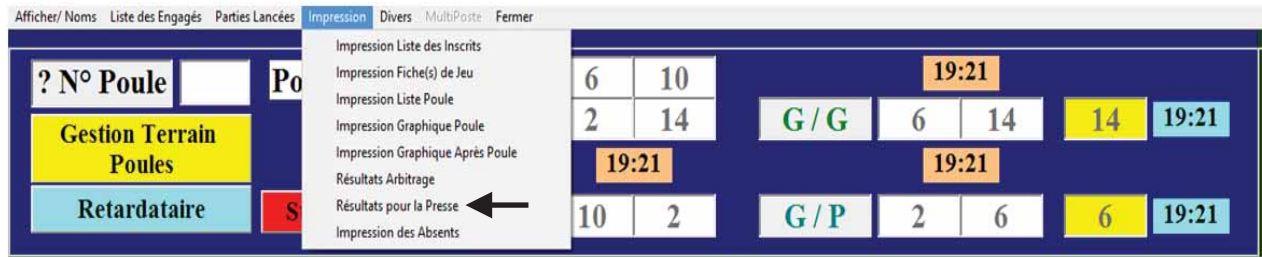 Afficher/ Noms Liste des Engagés Parties Lancées Impression Divers MultiPoste Fermer
Impression Liste des Inscrits
Impression Fiche(s) de Jeu
Impression Liste Poule
Impression Graphique Poule
Impression Graphique Après Poule
Résultats Arbitrage
Résultats pour la Presse
Impression des Absents
? N° Poule Po
Gestion Terrain
Poules
Retardataire S
6 10 19:21
2 14 G / G 6 14 14 19:21
19:21 19:21
10 2 G / P 2 6 6 19:21